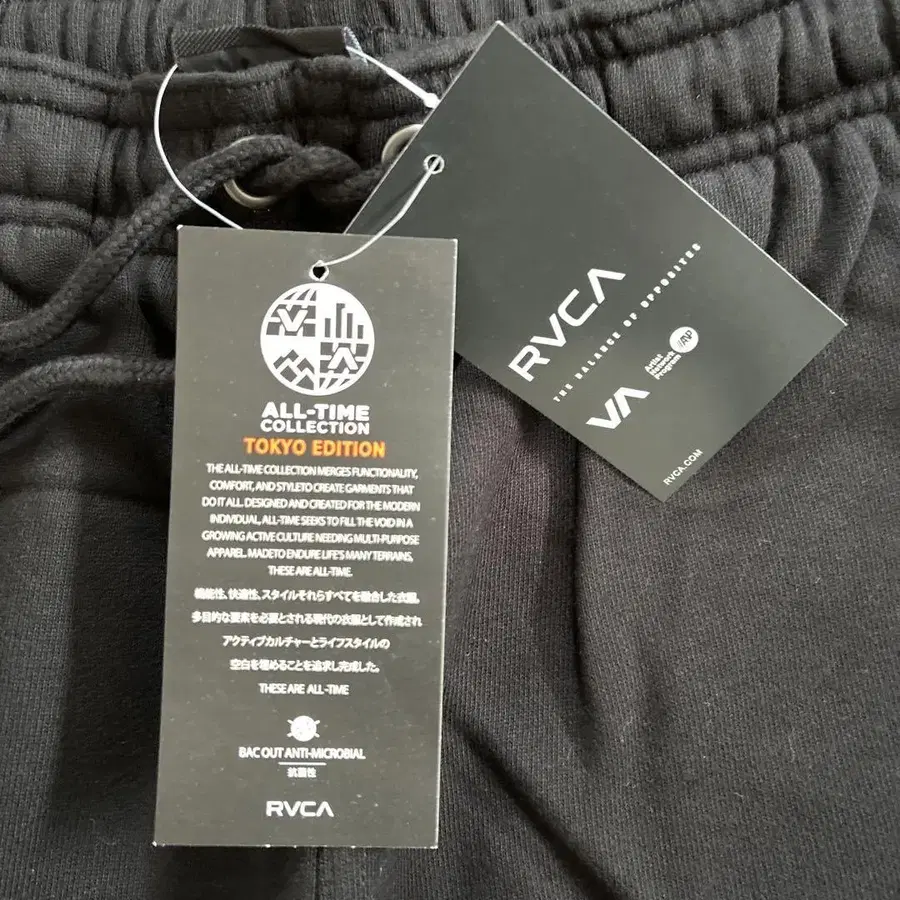 ALL-TIME
COLLECTION
TOKYO EDITION
THE ALL-TIME COLLECTION MERGES FUNCTIONALITY,
COMFORT, AND STYLETO CREATE GARMENTS THAT
DO IT ALL. DESIGNED AND CREATED FOR THE MODERN
INDIVIDUAL, ALL-TIME SEEKS TO FILL THE VOID IN A
GROWING ACTIVE CULTURE NEEDING MULTI-PURPOSE
APPAREL. MADETO ENDURE LIFE'S MANY TERRAINS,
THESE ARE ALL-TIME.
機能性、快適性、スタイルそれらすべてを融合した衣服。
多目的な要素を必要とされる現代の衣服として作成され
アクティブカルチャーとライフスタイルの
空白を埋めることを追求し完成した。
THESE ARE ALL-TIME
BAC OUT ANTI-MICROBIAL
抗菌性
RVCA
RVCA
THE BALANCE OF OPPOSITES
VA
Artist
Network
Program
ANP
RVCA.COM